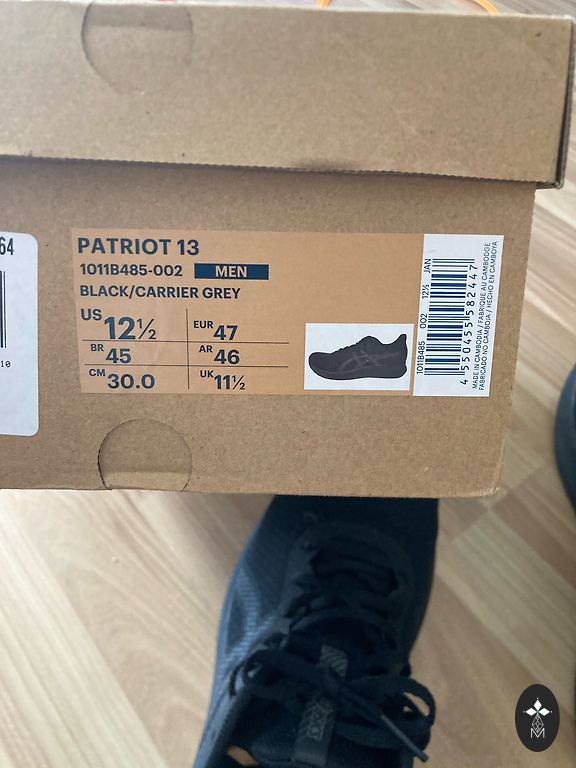 64
10
PATRIOT 13
1011B485-002 MEN
BLACK/CARRIER GREY
US 12½ EUR 47
BR 45 AR 46
CM 30.0 UK 11½
1011B485 002 12½ JAN
4 550455 582447
MADE IN CAMBODIA / FABRIQUE AU CAMBODGE
FABRICADO NO CAMBOJA / HECHO EN CAMBOYA
M